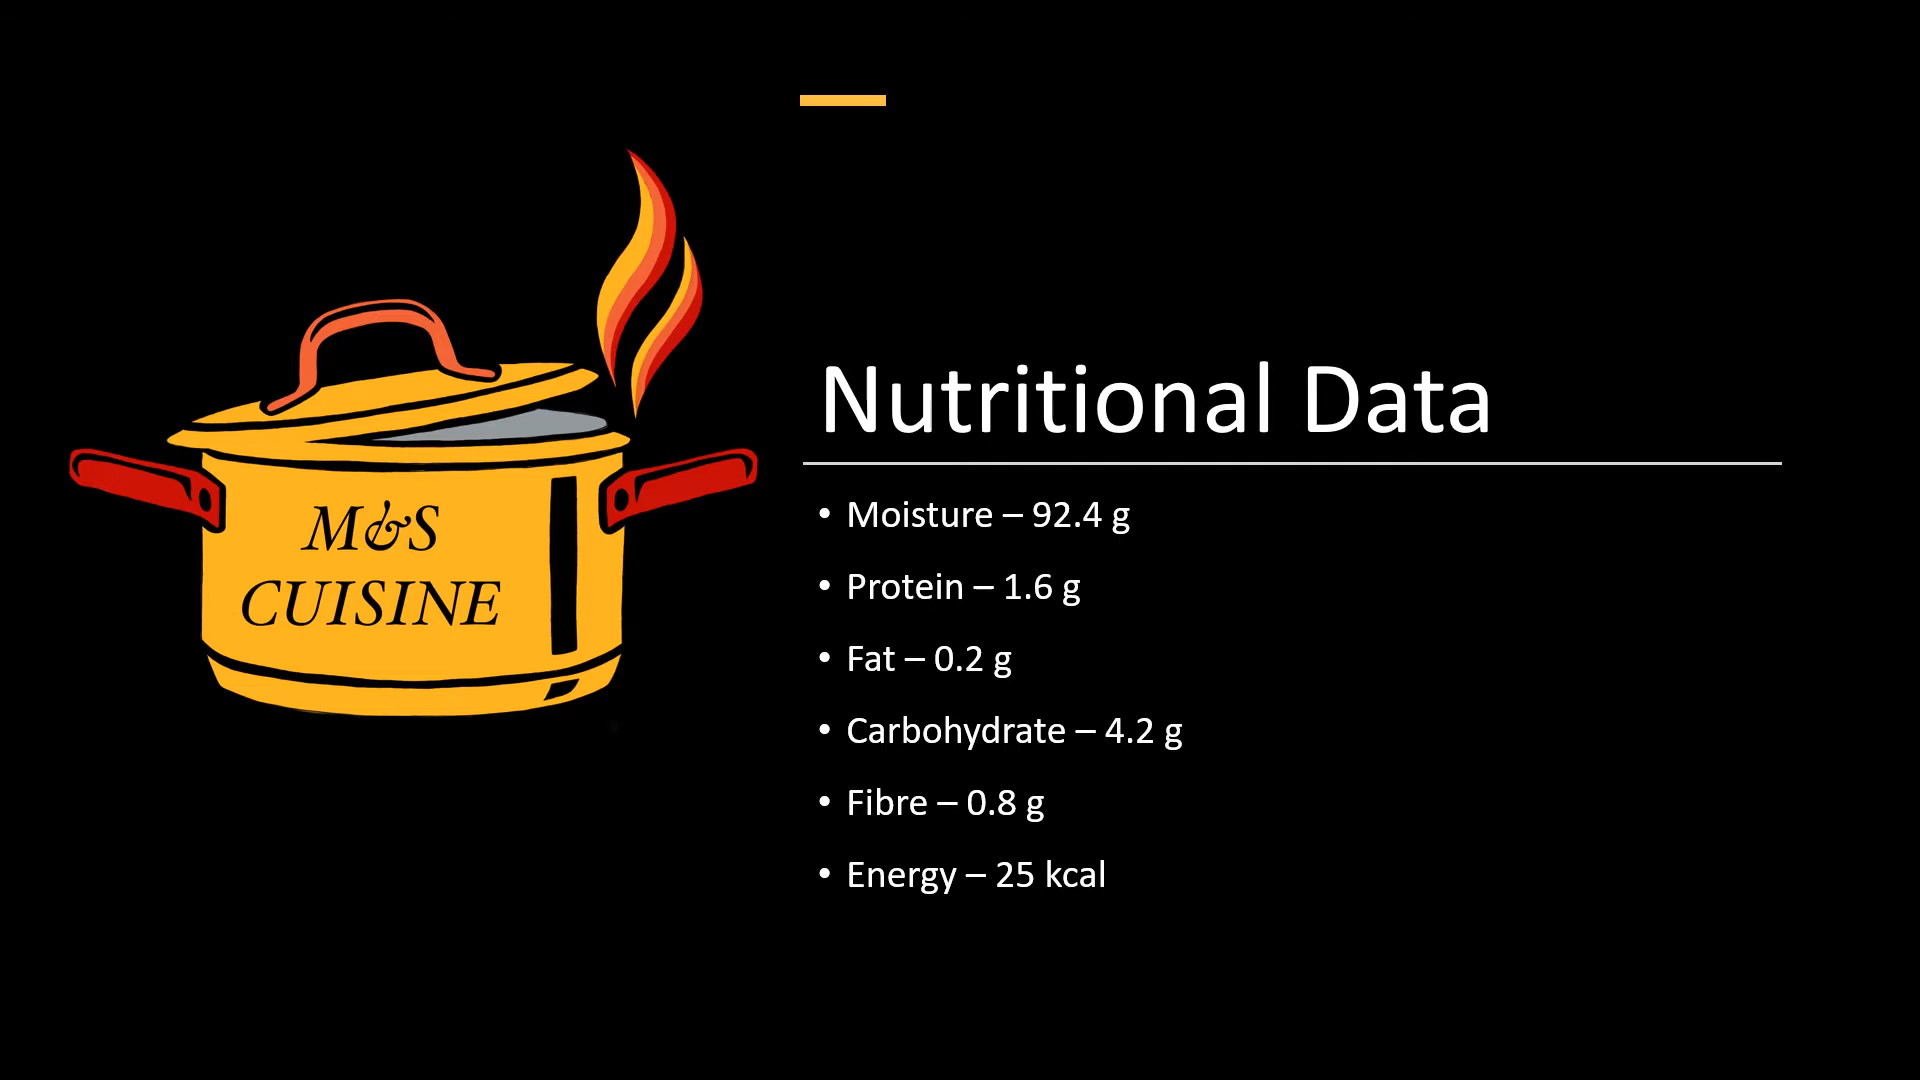 M&S
CUISINE
Nutritional Data
• Moisture – 92.4 g
• Protein – 1.6 g
• Fat – 0.2 g
• Carbohydrate – 4.2 g
• Fibre – 0.8 g
• Energy – 25 kcal